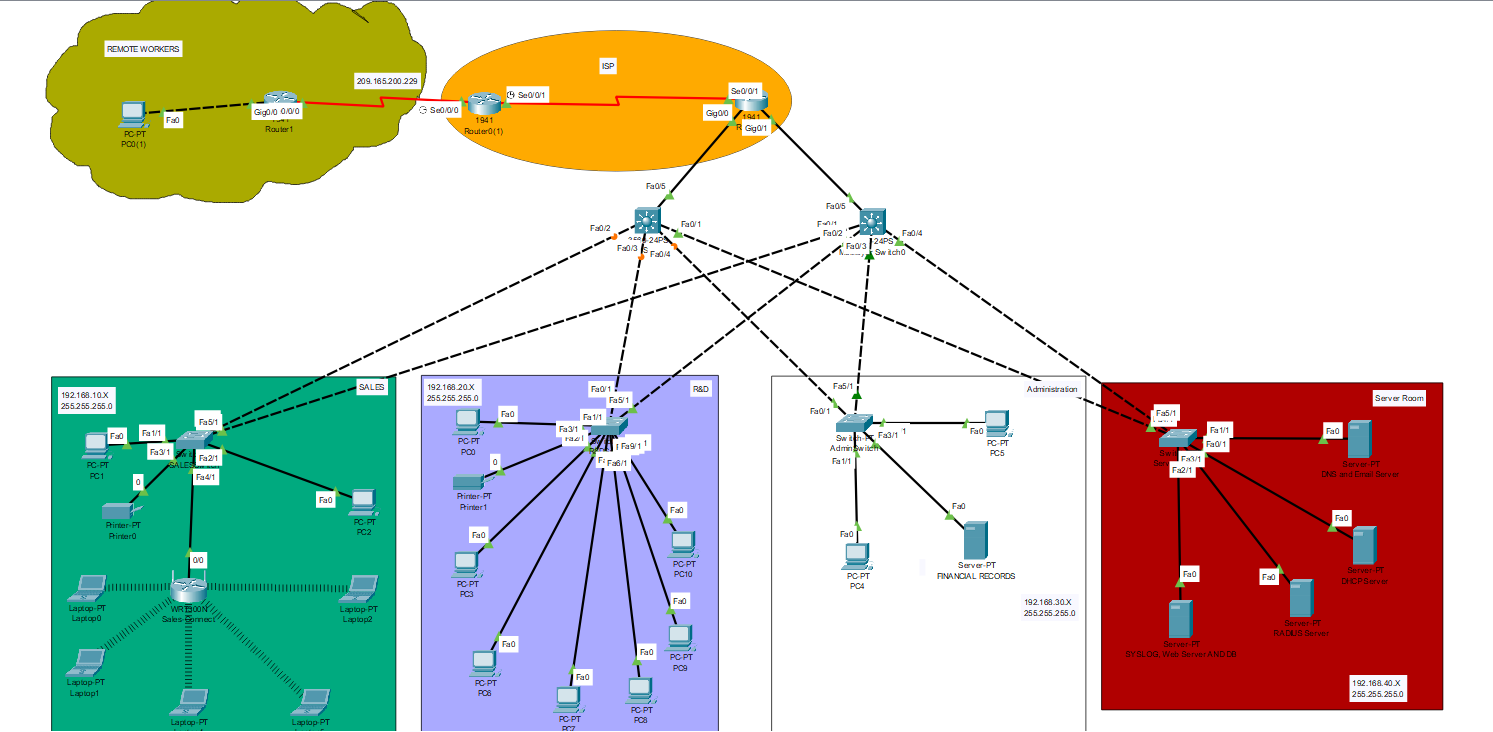 REMOTE WORKERS
209.165.200.229
Fa0
Gig0/0
0/0/0
PC-PT
PC0(1)
Router1
ISP
Se0/0/0
Se0/0/1
1941
Router0(1)
Se0/0/1
Gig0/0
1941
Gig0/1
Fa0/5
Fa0/2
Fa0/1
Fa0/3
Fa0/4
Fa0/5
Fa0/1
Fa0/2
Fa0/3
Fa0/4
24PS
Switch0
SALES
192.168.10.X
255.255.255.0
Fa5/1
Fa0
Fa1/1
Fa3/1
Fa2/1
Fa4/1
PC-PT
PC1
0
Printer-PT
Printer0
Fa0
PC-PT
PC2
0/0
Sales-Connect
Laptop-PT
Laptop0
Laptop-PT
Laptop2
Laptop-PT
Laptop1
Laptop-PT
Laptop-PT
192.168.20.X
255.255.255.0
R&D
Fa0/1
Fa5/1
Fa1/1
Fa3/1
Fa2/1
Fa9/1
Fa6/1
Fa0
PC-PT
PC0
0
Printer-PT
Printer1
Fa0
PC-PT
PC3
Fa0
PC-PT
PC6
Fa0
PC-PT
PC7
Fa0
PC-PT
PC8
Fa0
PC-PT
PC9
Fa0
PC-PT
PC10
Administration
Fa5/1
Fa0/1
Fa3/1
Fa1/1
Switch-PT
AdminSwitch
Fa0
PC-PT
PC5
Fa0
PC-PT
PC4
Fa0
Server-PT
FINANCIAL RECORDS
192.168.30.X
255.255.255.0
Server Room
Fa5/1
Fa1/1
Fa0/1
Fa3/1
Fa2/1
Fa0
Server-PT
DNS and Email Server
Fa0
Server-PT
DHCP Server
Fa0
Server-PT
RADIUS Server
Fa0
Server-PT
SYSLOG, Web Server AND DB
192.168.40.X
255.255.255.0